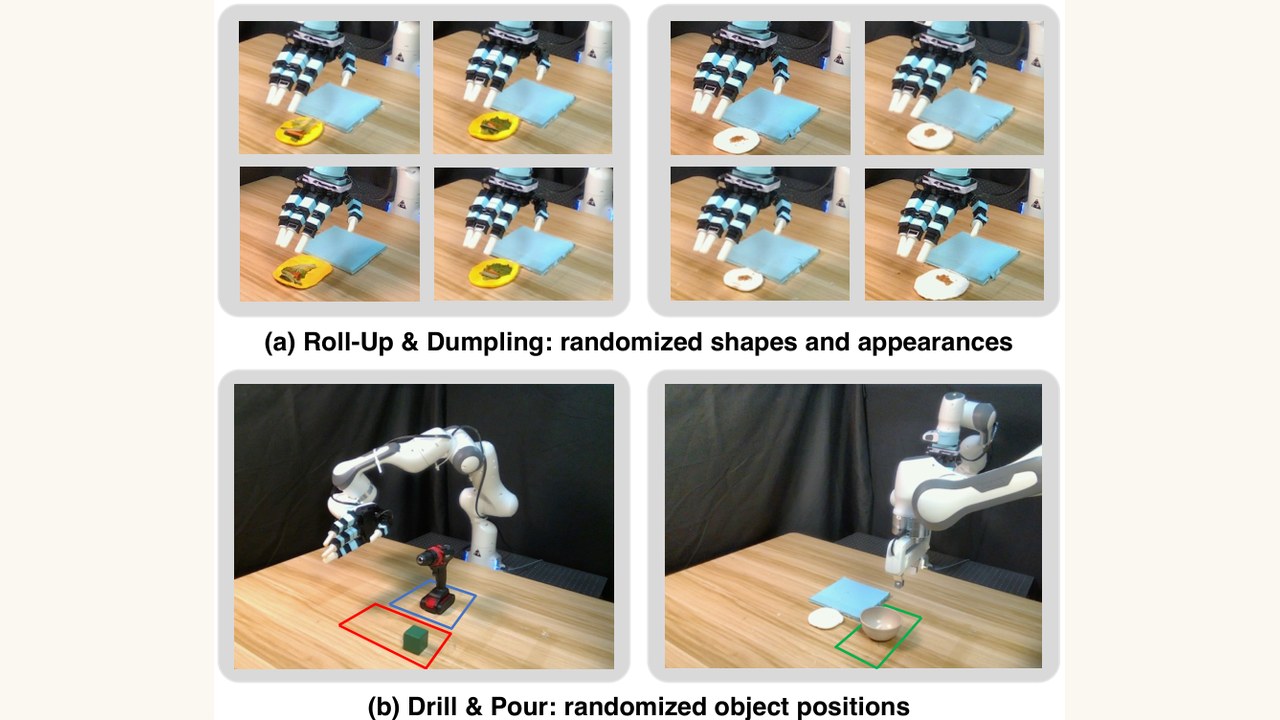 (a) Roll-Up & Dumpling: randomized shapes and appearances
(b) Drill & Pour: randomized object positions